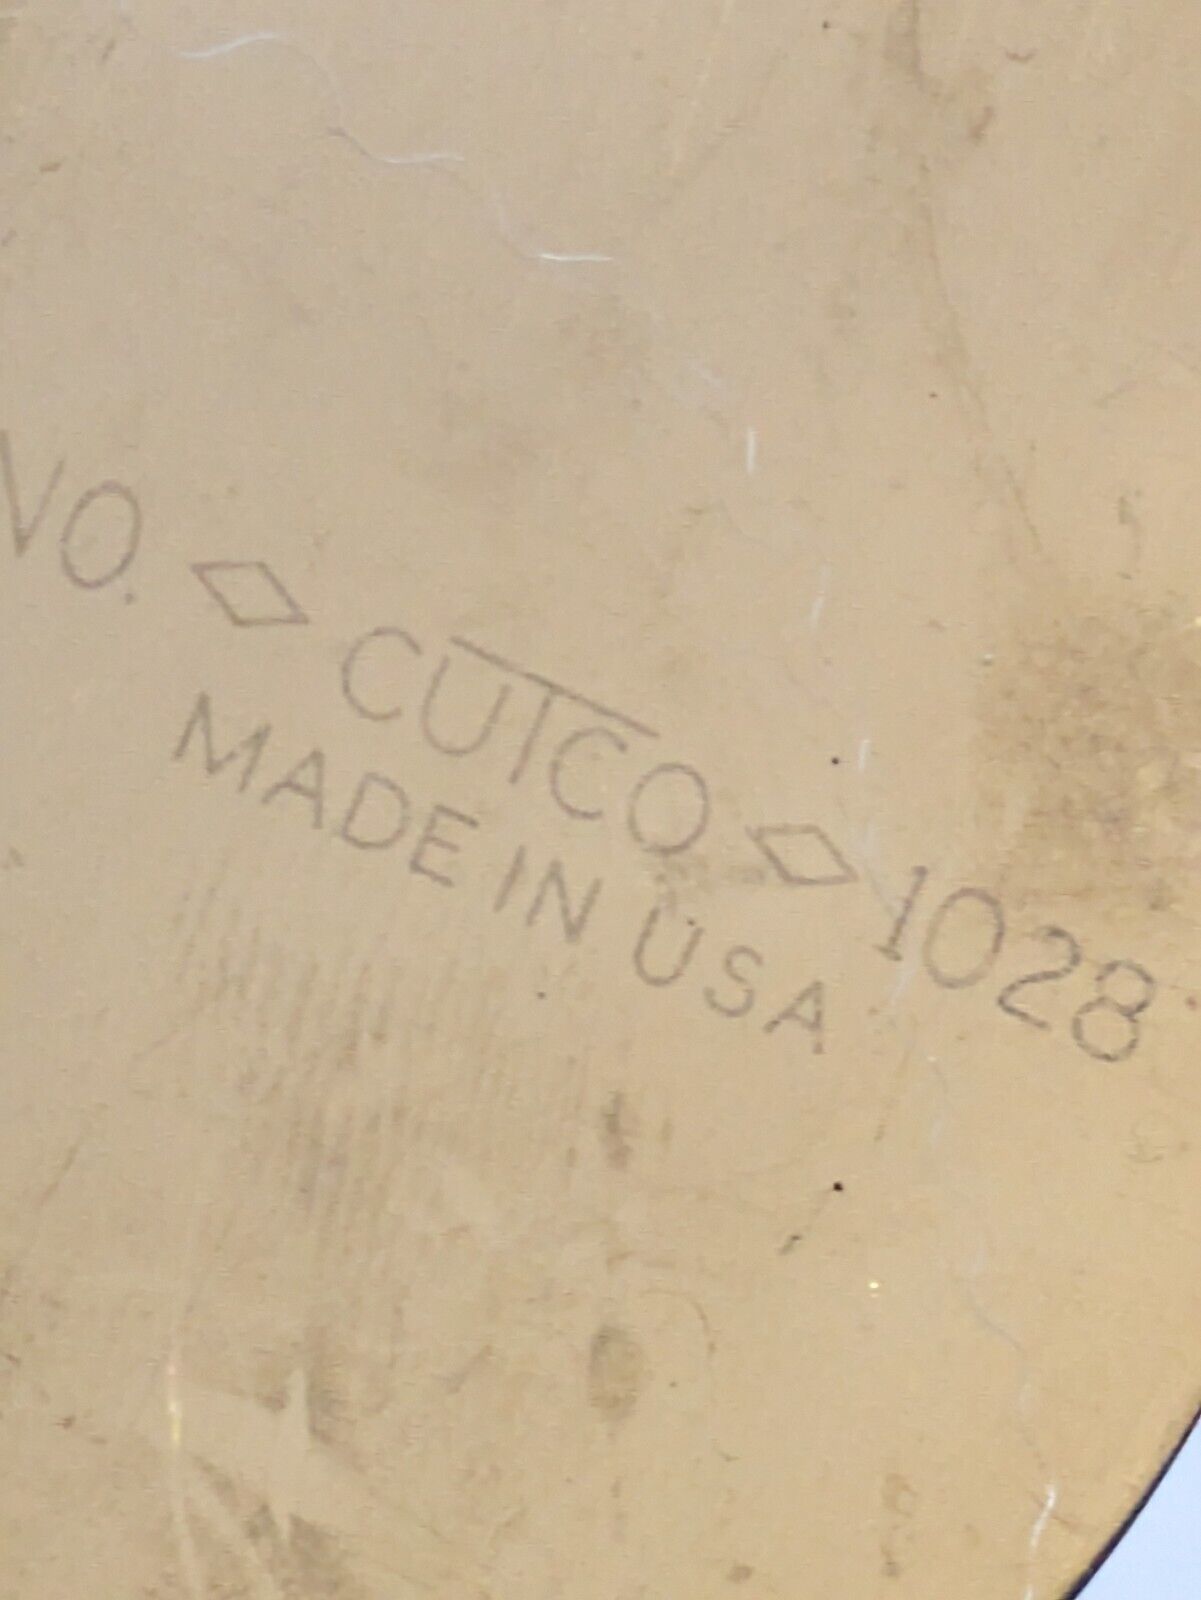 NO. ◇ CUTCO ◇ 1028
MADE IN USA